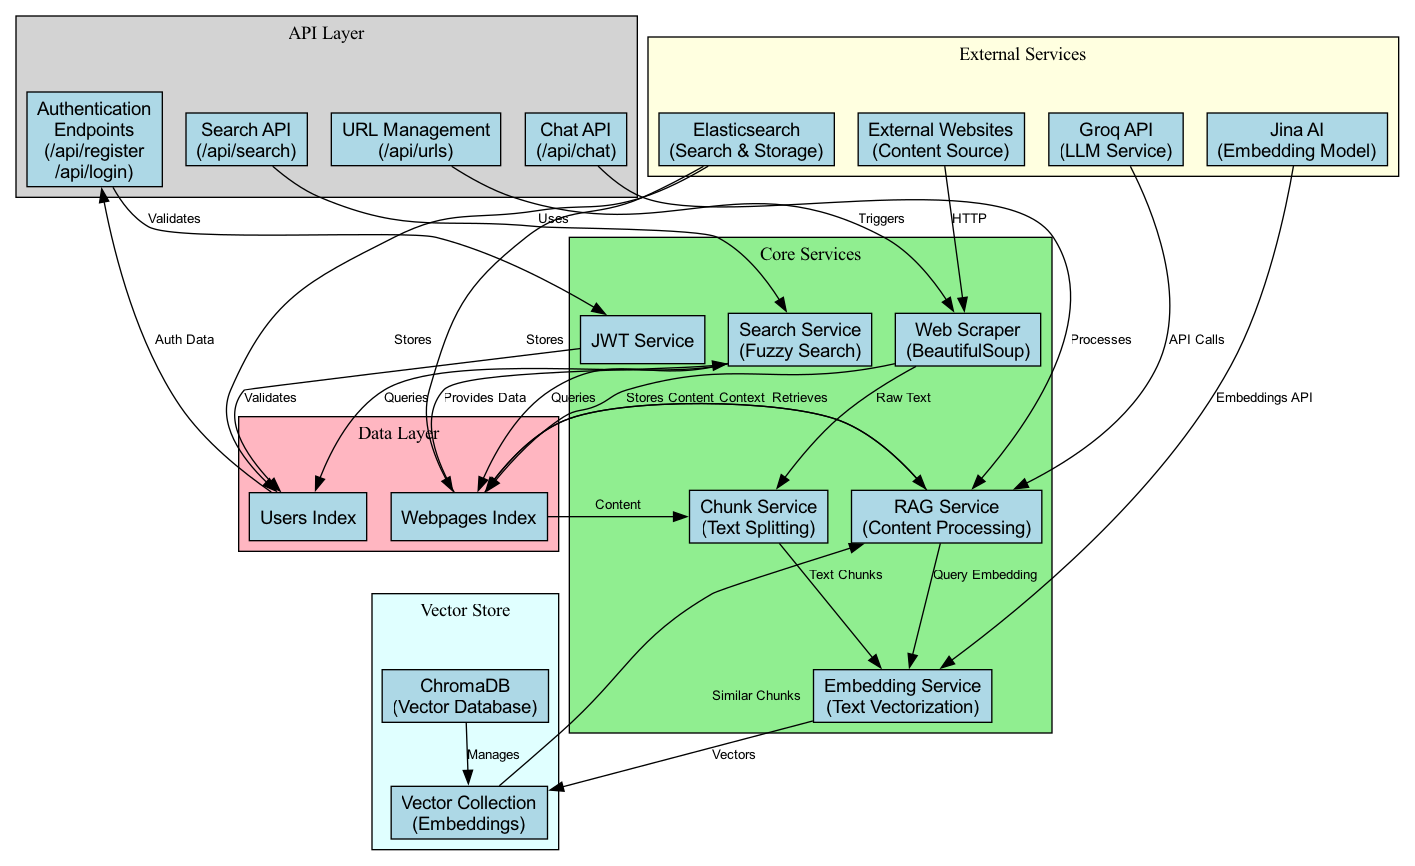 API Layer
External Services
Authentication
Endpoints
(/api/register
/api/login)
Search API
(/api/search)
URL Management
(/api/urls)
Chat API
(/api/chat)
Elasticsearch
(Search & Storage)
External Websites
(Content Source)
Groq API
(LLM Service)
Jina AI
(Embedding Model)
Validates
Uses
Triggers
HTTP
Core Services
JWT Service
Search Service
(Fuzzy Search)
Web Scraper
(BeautifulSoup)
Auth Data
Stores
Stores
Processes
API Calls
Validates
Queries
Provides Data
Queries
Stores Content
Context
Retrieves
Raw Text
Embeddings API
Data Layer
Users Index
Webpages Index
Content
Chunk Service
(Text Splitting)
RAG Service
(Content Processing)
Text Chunks
Query Embedding
Vector Store
ChromaDB
(Vector Database)
Similar Chunks
Embedding Service
(Text Vectorization)
Manages
Vectors
Vector Collection
(Embeddings)